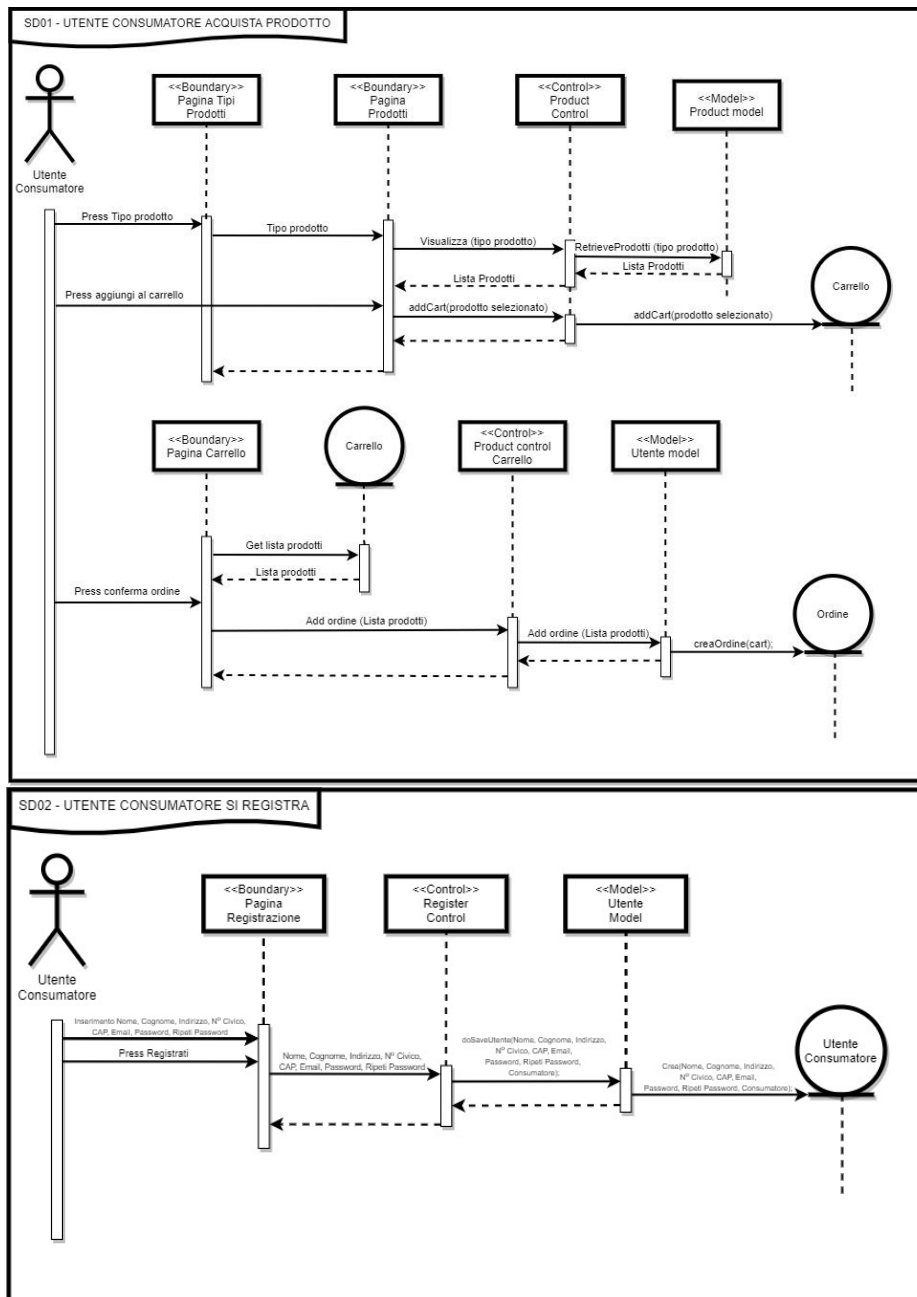 SD01 - UTENTE CONSUMATORE ACQUISTA PRODOTTO
Utente
Consumatore
<<Boundary>>
Pagina Tipi
Prodotti
<<Boundary>>
Pagina
Prodotti
<<Control>>
Product
Control
<<Model>>
Product model
Press Tipo prodotto
Tipo prodotto
Visualizza (tipo prodotto)
RetrieveProdotti (tipo prodotto)
Lista Prodotti
Lista Prodotti
Carrello
Press aggiungi al carrello
addCart(prodotto selezionato)
addCart(prodotto selezionato)
<<Boundary>>
Pagina Carrello
Carrello
<<Control>>
Product control
Carrello
<<Model>>
Utente model
Get lista prodotti
Lista prodotti
Press conferma ordine
Add ordine (Lista prodotti)
Add ordine (Lista prodotti)
creaOrdine(cart);
Ordine
SD02 - UTENTE CONSUMATORE SI REGISTRA
Utente
Consumatore
<<Boundary>>
Pagina
Registrazione
<<Control>>
Register
Control
<<Model>>
Utente
Model
Inserimento Nome, Cognome, Indirizzo, N° Civico,
CAP, Email, Password, Ripeti Password
Press Registrati
Nome, Cognome, Indirizzo, N° Civico,
CAP, Email, Password, Ripeti Password
doSaveUtente(Nome, Cognome, Indirizzo,
N° Civico, CAP, Email,
Password, Ripeti Password,
Consumatore);
Crea(Nome, Cognome, Indirizzo,
N° Civico, CAP, Email,
Password, Ripeti Password, Consumatore);
Utente
Consumatore